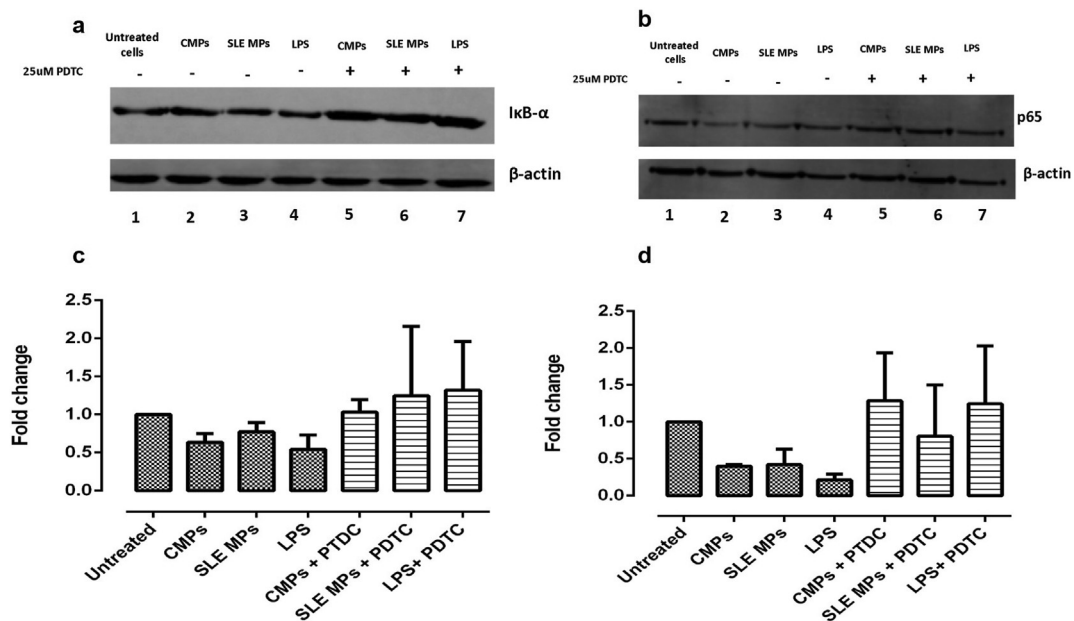 a
Untreated cells CMPs SLE MPs LPS CMPs SLE MPs LPS
25uM PDTC - - - - + + +
IκB-α
β-actin
1 2 3 4 5 6 7
b
Untreated cells CMPs SLE MPs LPS CMPs SLE MPs LPS
25uM PDTC - - - - + + +
p65
β-actin
1 2 3 4 5 6 7
c
Fold change
2.5
2.0
1.5
1.0
0.5
0.0
Untreated
CMPs
SLE MPs
LPS
CMPs + PTDC
SLE MPs + PDTC
LPS+ PDTC
d
Fold change
2.5
2.0
1.5
1.0
0.5
0.0
Untreated
CMPs
SLE MPs
LPS
CMPs + PTDC
SLE MPs + PDTC
LPS+ PDTC